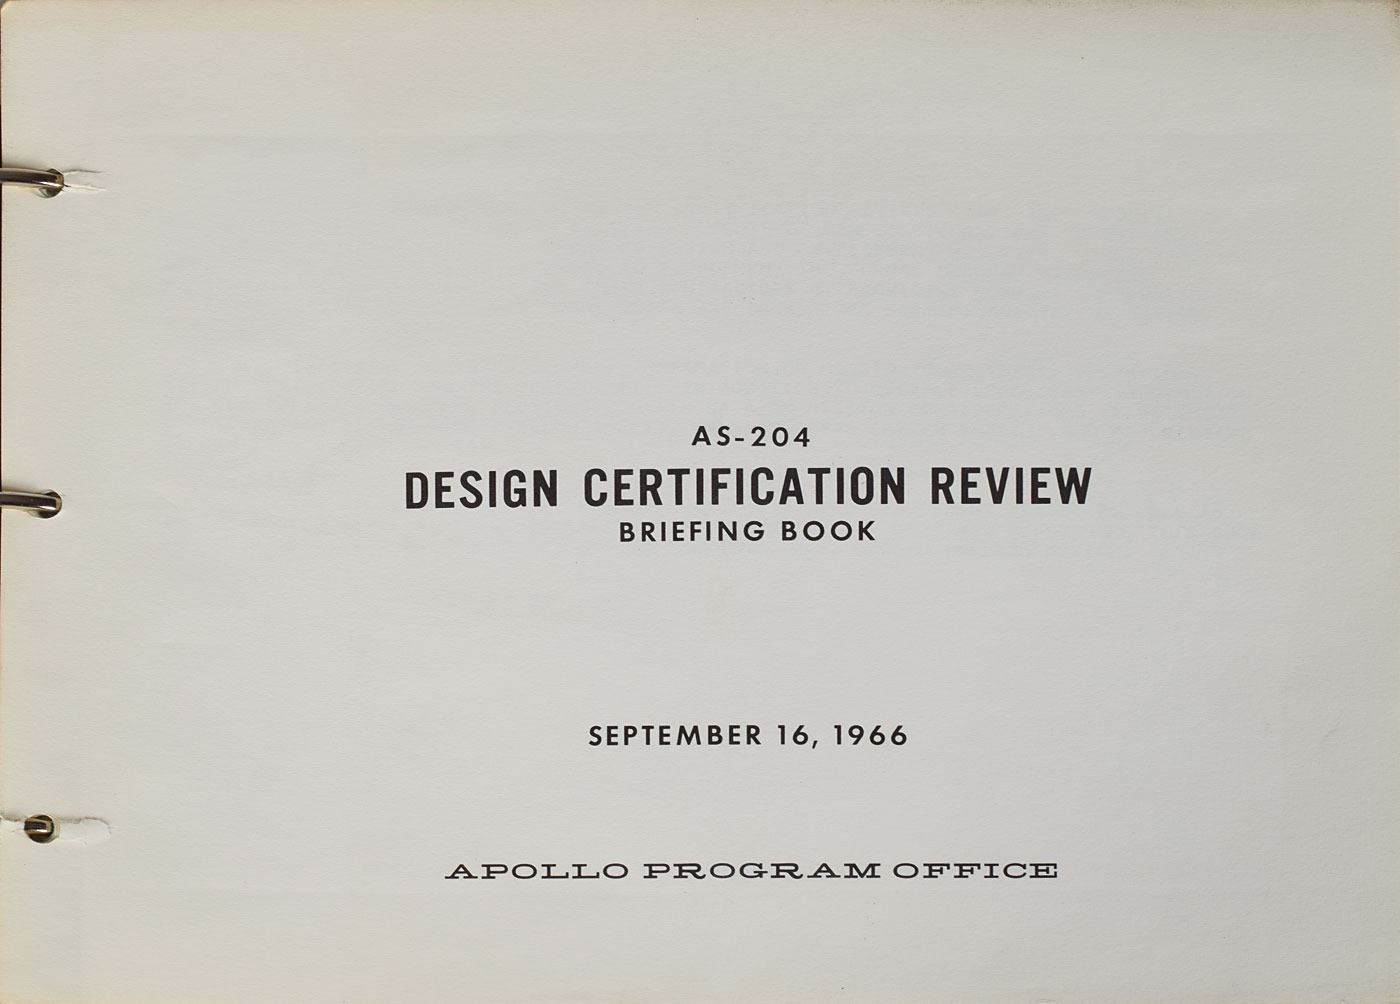 AS-204
DESIGN CERTIFICATION REVIEW
BRIEFING BOOK
SEPTEMBER 16, 1966
APOLLO PROGRAM OFFICE